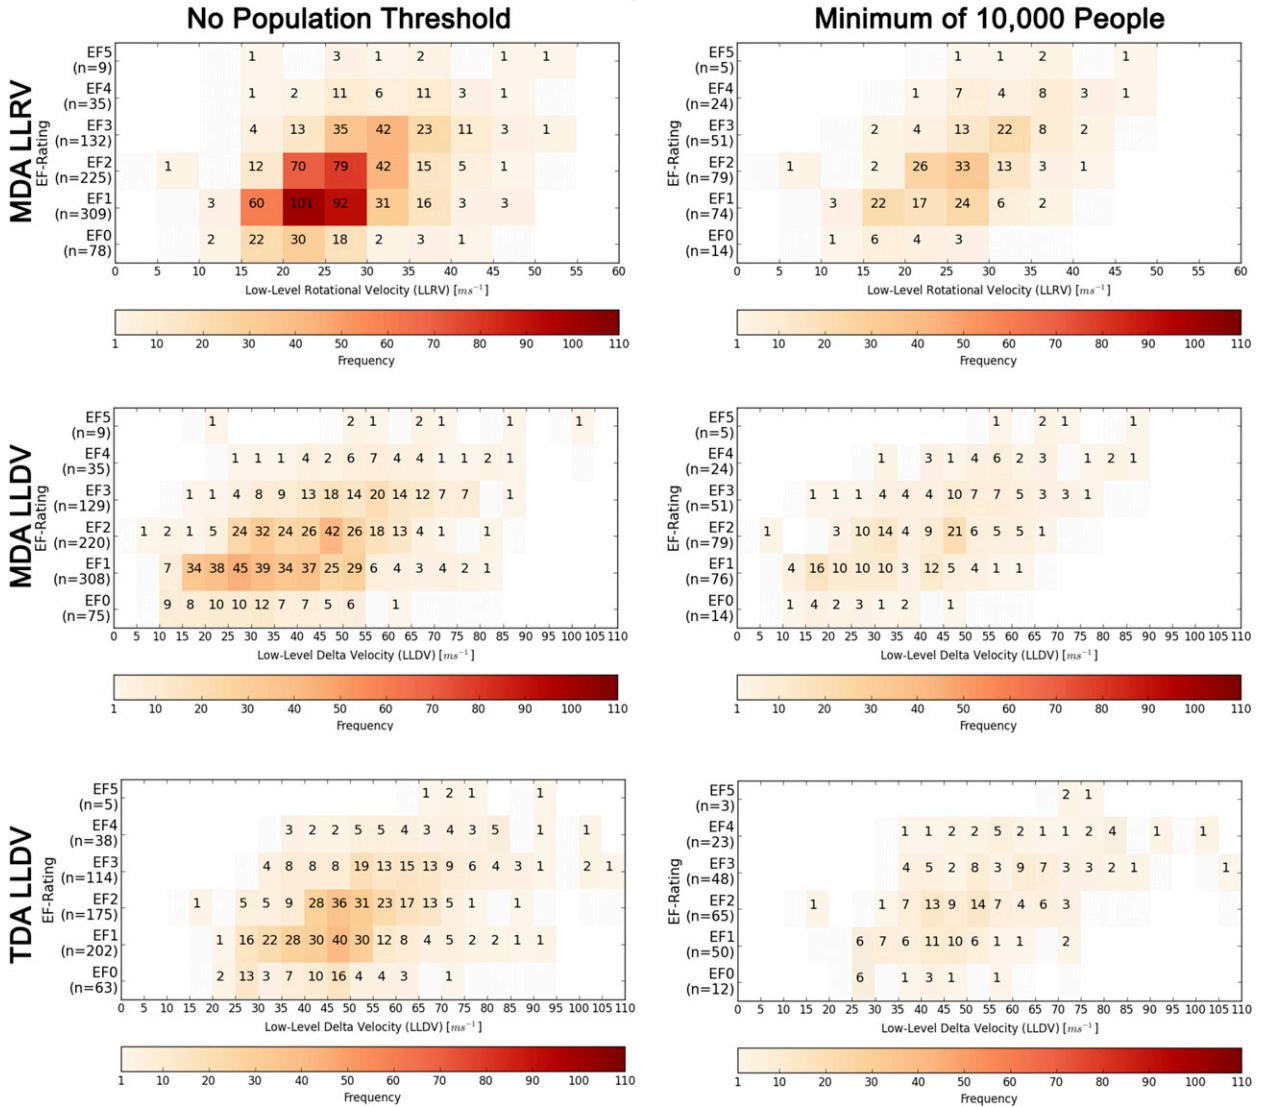 No Population Threshold
Minimum of 10,000 People
MDA LLRV
EF-Rating
EF5 (n=9) 1 3 1 2 1 1
EF4 (n=35) 1 2 11 6 11 3 1
EF3 (n=132) 4 13 35 42 23 11 3 1
EF2 (n=225) 1 12 70 79 42 15 5 1
EF1 (n=309) 3 60 101 92 31 16 3 3
EF0 (n=78) 2 22 30 18 2 3 1
0 5 10 15 20 25 30 35 40 45 50 55 60
Low-Level Rotational Velocity (LLRV) [ms⁻¹]
1 10 20 30 40 50 60 70 80 90 100 110
Frequency
EF-Rating
EF5 (n=5) 1 1 2 1
EF4 (n=24) 1 7 4 8 3 1
EF3 (n=51) 2 4 13 22 8 2
EF2 (n=79) 1 2 26 33 13 3 1
EF1 (n=74) 3 22 17 24 6 2
EF0 (n=14) 1 6 4 3
0 5 10 15 20 25 30 35 40 45 50 55 60
Low-Level Rotational Velocity (LLRV) [ms⁻¹]
1 10 20 30 40 50 60 70 80 90 100 110
Frequency
MDA LLDV
EF-Rating
EF5 (n=9) 1 2 1 2 1 1 1
EF4 (n=35) 1 1 1 4 2 6 7 4 4 1 1 2 1
EF3 (n=129) 1 1 4 8 9 13 18 14 20 14 12 7 7 1
EF2 (n=220) 1 2 1 5 24 32 24 26 42 26 18 13 4 1 1
EF1 (n=308) 7 34 38 45 39 34 37 25 29 6 4 3 4 2 1
EF0 (n=75) 9 8 10 10 12 7 7 5 6 1
0 5 10 15 20 25 30 35 40 45 50 55 60 65 70 75 80 85 90 95 100 105 110
Low-Level Delta Velocity (LLDV) [ms⁻¹]
1 10 20 30 40 50 60 70 80 90 100 110
Frequency
EF-Rating
EF5 (n=5) 1 2 1 1
EF4 (n=24) 1 3 1 4 6 2 3 1 2 1
EF3 (n=51) 1 1 1 4 4 4 10 7 7 5 3 3 1
EF2 (n=79) 1 3 10 14 4 9 21 6 5 5 1
EF1 (n=76) 4 16 10 10 10 3 12 5 4 1 1
EF0 (n=14) 1 4 2 3 1 2 1
0 5 10 15 20 25 30 35 40 45 50 55 60 65 70 75 80 85 90 95 100 105 110
Low-Level Delta Velocity (LLDV) [ms⁻¹]
1 10 20 30 40 50 60 70 80 90 100 110
Frequency
TDA LLDV
EF-Rating
EF5 (n=5) 1 2 1 1
EF4 (n=38) 3 2 2 5 5 4 3 4 3 5 1 1
EF3 (n=114) 4 8 8 8 19 13 15 13 9 6 4 3 1 2 1
EF2 (n=175) 1 5 5 9 28 36 31 23 17 13 5 1 1
EF1 (n=202) 1 16 22 28 30 40 30 12 8 4 5 2 2 1 1
EF0 (n=63) 2 13 3 7 10 16 4 4 3 1
0 5 10 15 20 25 30 35 40 45 50 55 60 65 70 75 80 85 90 95 100 105 110
Low-Level Delta Velocity (LLDV) [ms⁻¹]
1 10 20 30 40 50 60 70 80 90 100 110
Frequency
EF-Rating
EF5 (n=3) 2 1
EF4 (n=23) 1 1 2 2 5 2 1 1 2 4 1 1
EF3 (n=48) 4 5 2 8 3 9 7 3 3 2 1 1
EF2 (n=65) 1 1 7 13 9 14 7 4 6 3
EF1 (n=50) 6 7 6 11 10 6 1 1 2
EF0 (n=12) 6 1 3 1 1
0 5 10 15 20 25 30 35 40 45 50 55 60 65 70 75 80 85 90 95 100 105 110
Low-Level Delta Velocity (LLDV) [ms⁻¹]
1 10 20 30 40 50 60 70 80 90 100 110
Frequency